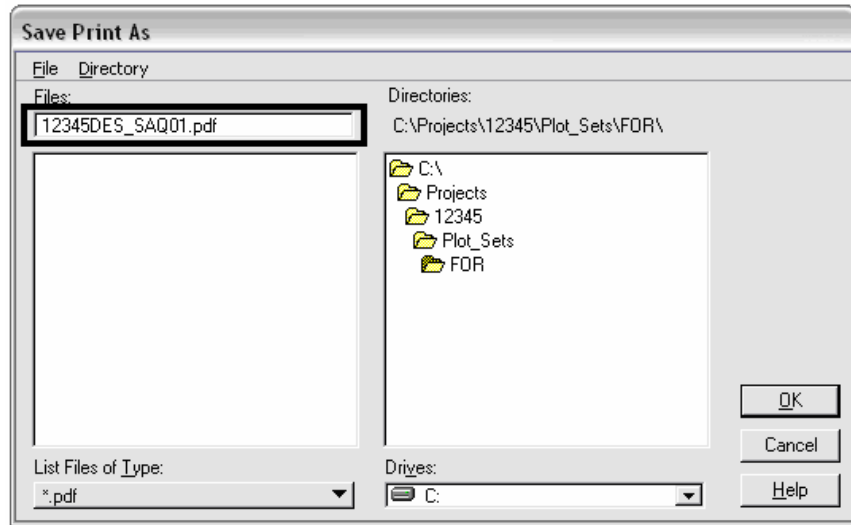 Save Print As
File Directory
Files:
12345DES_SAQ01.pdf
Directories:
C:\Projects\12345\Plot_Sets\FOR\
C:\
Projects
12345
Plot_Sets
FOR
OK
Cancel
Help
List Files of Type:
*.pdf
Drives:
C: